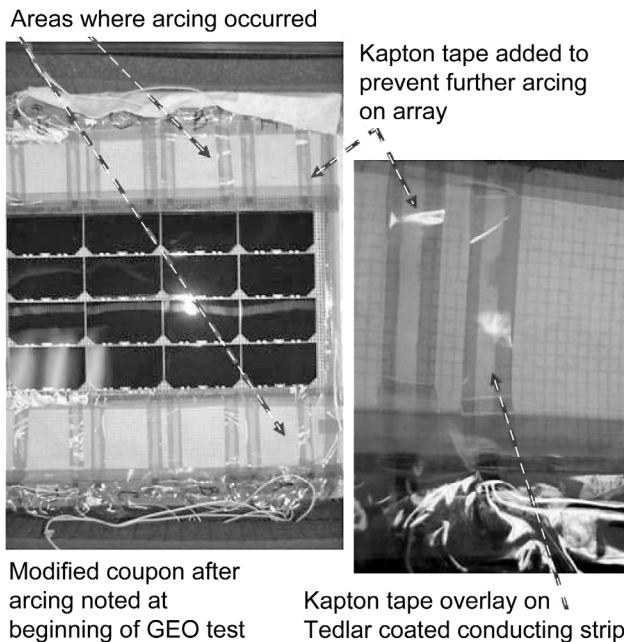 Areas where arcing occurred
Kapton tape added to
prevent further arcing
on array
Modified coupon after
arcing noted at
beginning of GEO test
Kapton tape overlay on
Tedlar coated conducting strip